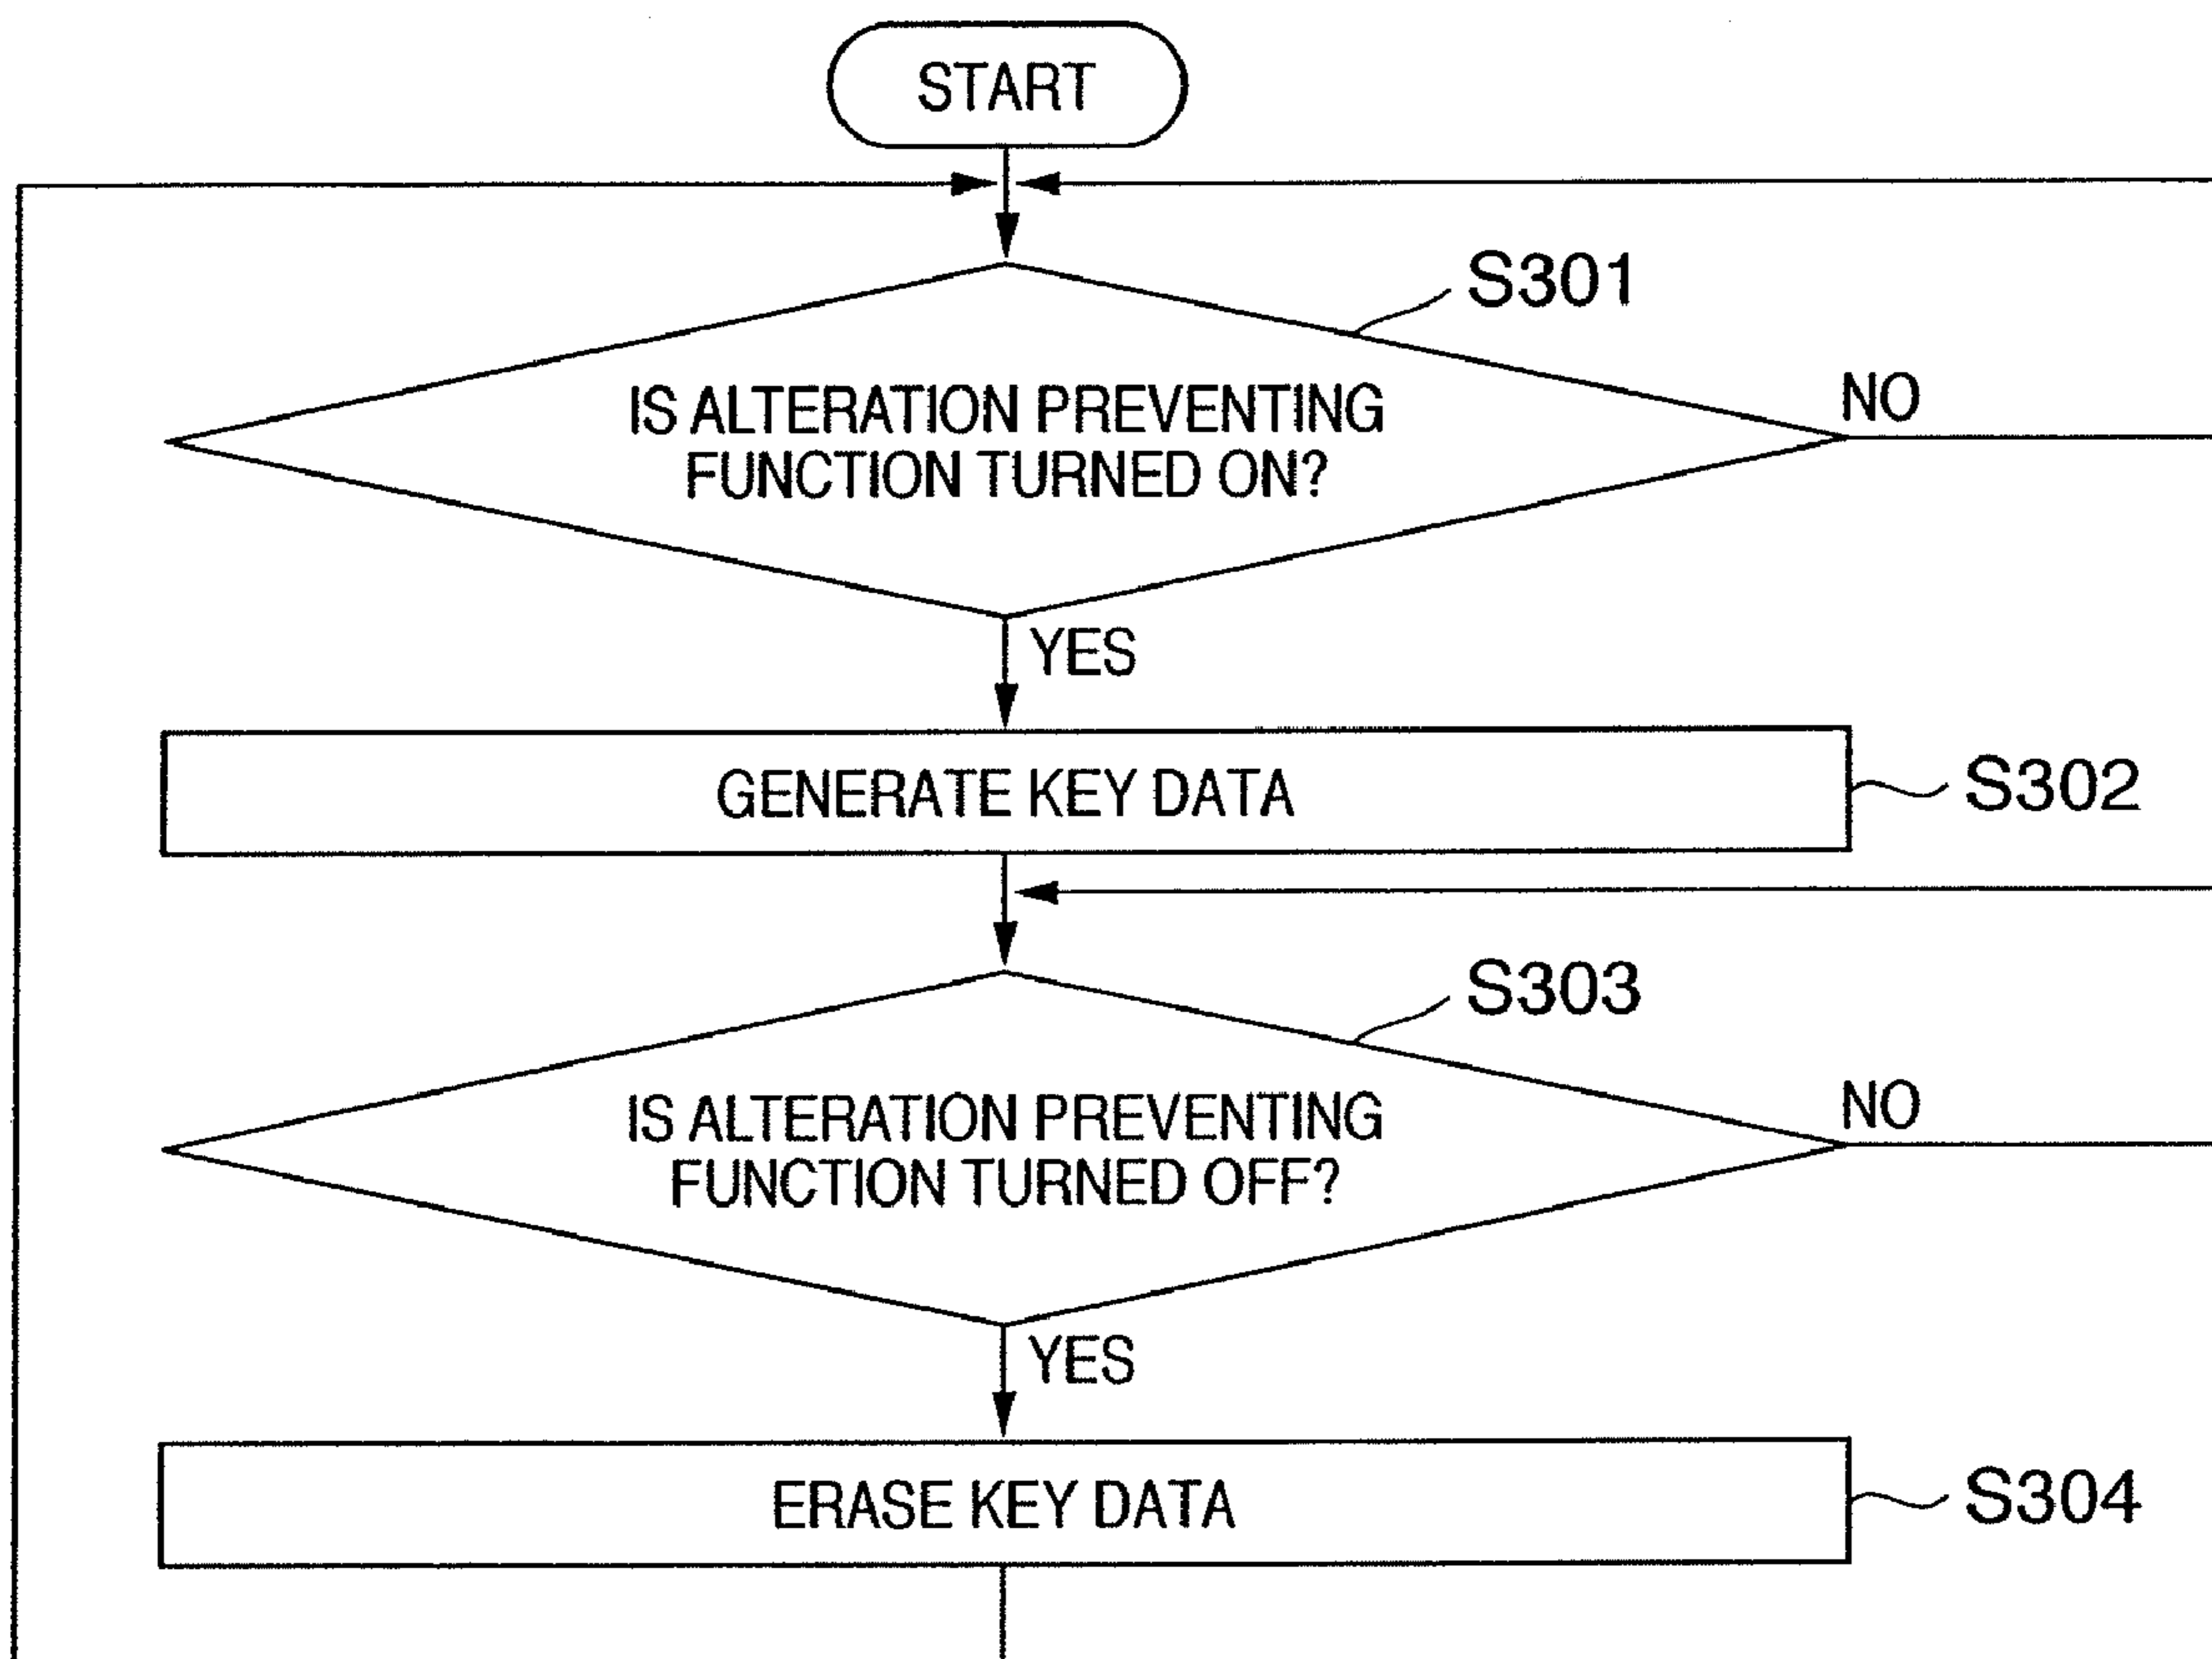 START
S301
IS ALTERATION PREVENTING
FUNCTION TURNED ON?
NO
YES
GENERATE KEY DATA
S302
S303
IS ALTERATION PREVENTING
FUNCTION TURNED OFF?
NO
YES
ERASE KEY DATA
S304